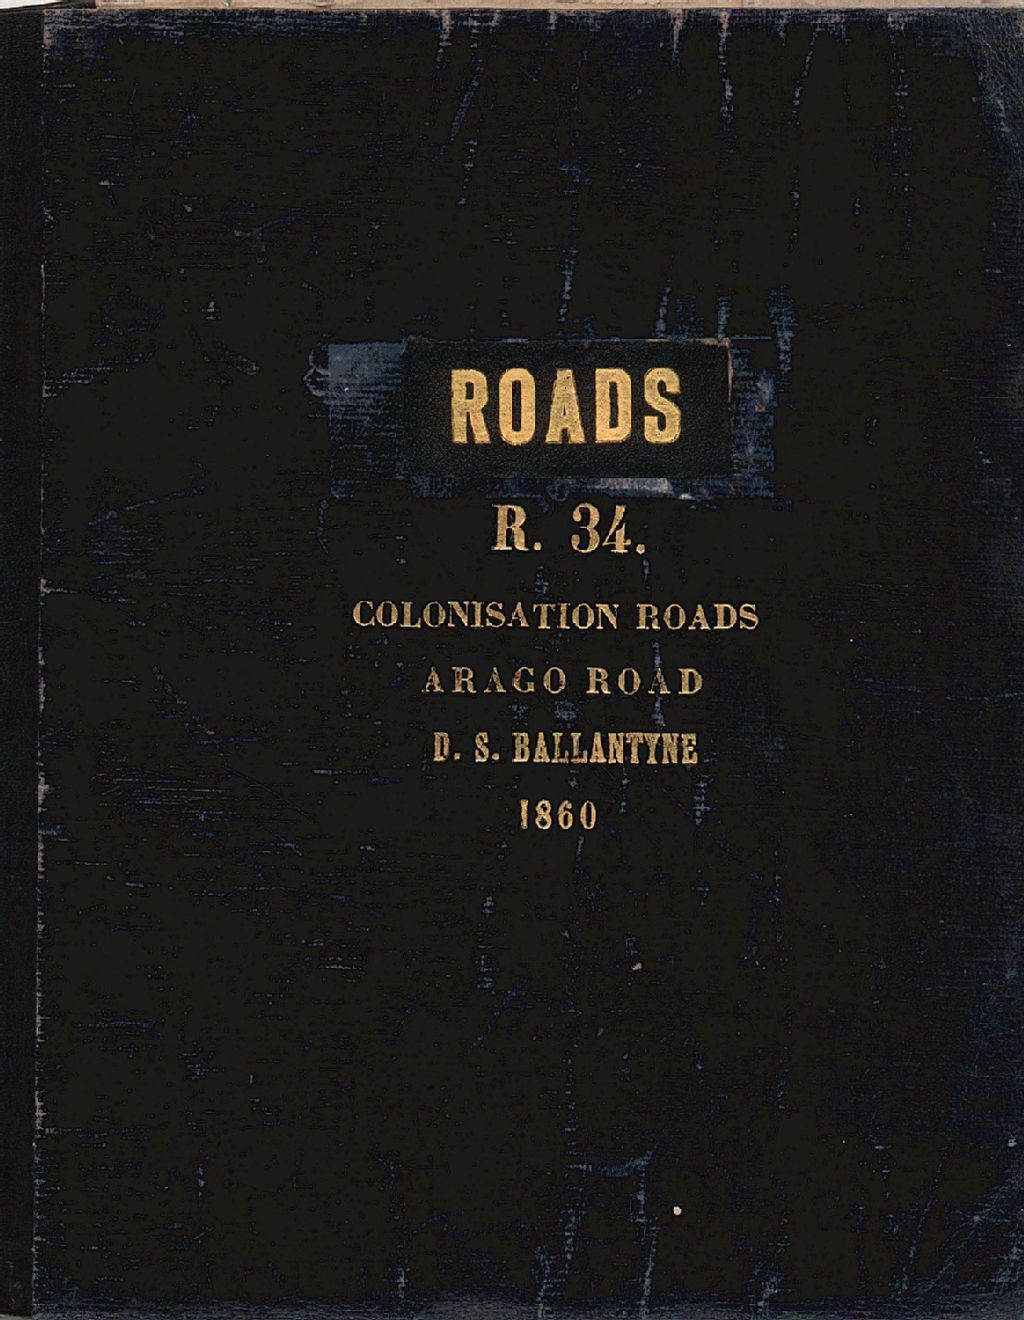 ROADS
R. 34.
COLONISATION ROADS
ARAGO ROAD
D. S. BALLANTYNE
1860